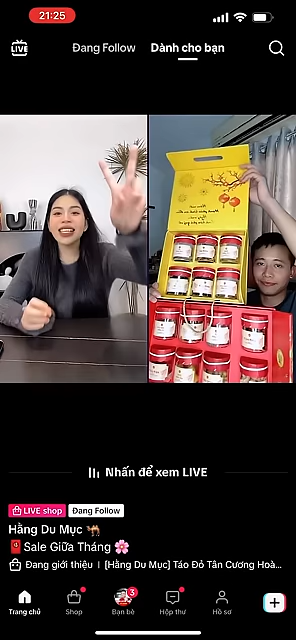 21:25
LIVE
Đang Follow
Dành cho bạn
Nhấn để xem LIVE
LIVE shop
Đang Follow
Hằng Du Mục 🐫
🧧Sale Giữa Tháng 🌸
Đang giới thiệu | [Hằng Du Mục] Táo Đỏ Tân Cương Hoà...
3
Trang chủ
Shop
Bạn bè
Hộp thư
Hồ sơ